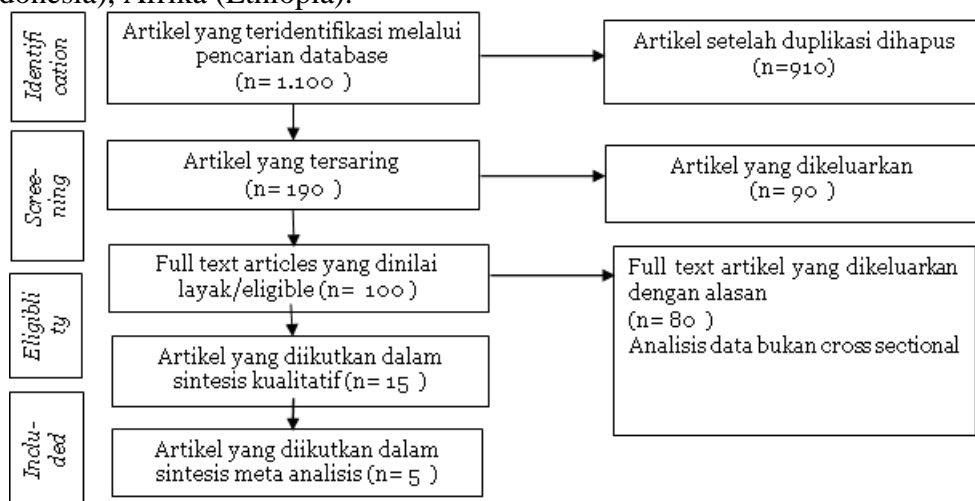 donesia), Afrika (Ethiopia).
Identifi
cation
Artikel yang teridentifikasi melalui
pencarian database
(n= 1.100 )
Artikel setelah duplikasi dihapus
(n=910)
Scree-
ning
Artikel yang tersaring
(n= 190 )
Artikel yang dikeluarkan
(n= 90 )
Eligibli
ty
Full text articles yang dinilai
layak/eligible (n= 100 )
Full text artikel yang dikeluarkan
dengan alasan
(n= 80 )
Analisis data bukan cross sectional
Artikel yang diikutkan dalam
sintesis kualitatif (n= 15 )
Inclu-
ded
Artikel yang diikutkan dalam
sintesis meta analisis (n= 5 )